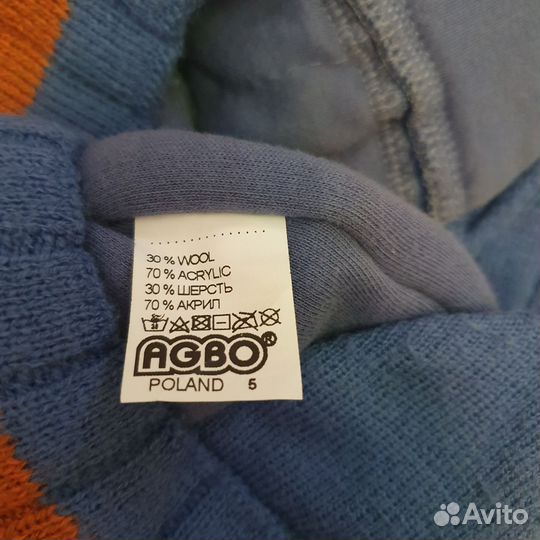 30 % WOOL
70 % ACRYLIC
30 % ШЕРСТЬ
70 % АКРИЛ
AGBO®
POLAND 5
Avito